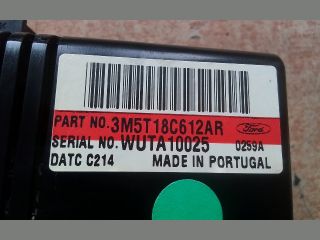 PART NO. 3M5T18C612AR Ford
SERIAL NO. WUTA10025 0259A
DATC C214 MADE IN PORTUGAL